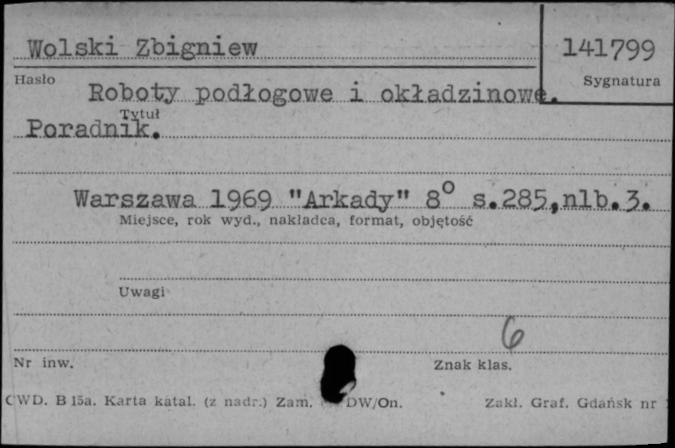 Wolski Zbigniew 141799
Hasło Sygnatura
Roboty podłogowe i okładzinowe.
Tytuł
Poradnik.
Warszawa 1969 "Arkady" 8° s.285,nlb.3.
Miejsce, rok wyd., nakładca, format, objętość
Uwagi
6
Nr inw. Znak klas.
CWD. B 15a. Karta katal. (z nadr.) Zam. DW/On. Zakł. Graf. Gdańsk nr